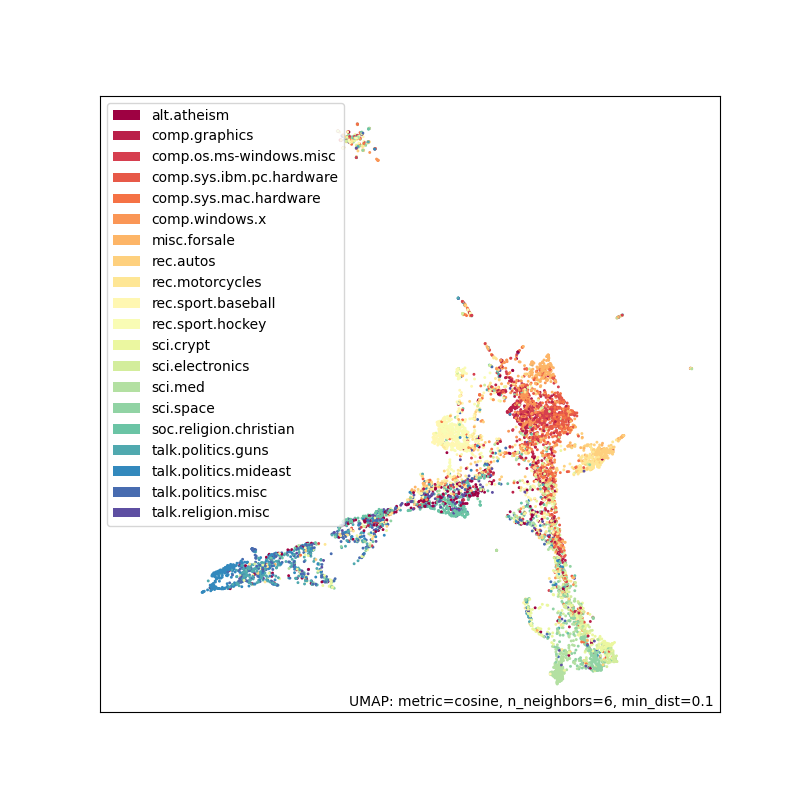 alt.atheism
comp.graphics
comp.os.ms-windows.misc
comp.sys.ibm.pc.hardware
comp.sys.mac.hardware
comp.windows.x
misc.forsale
rec.autos
rec.motorcycles
rec.sport.baseball
rec.sport.hockey
sci.crypt
sci.electronics
sci.med
sci.space
soc.religion.christian
talk.politics.guns
talk.politics.mideast
talk.politics.misc
talk.religion.misc
UMAP: metric=cosine, n_neighbors=6, min_dist=0.1